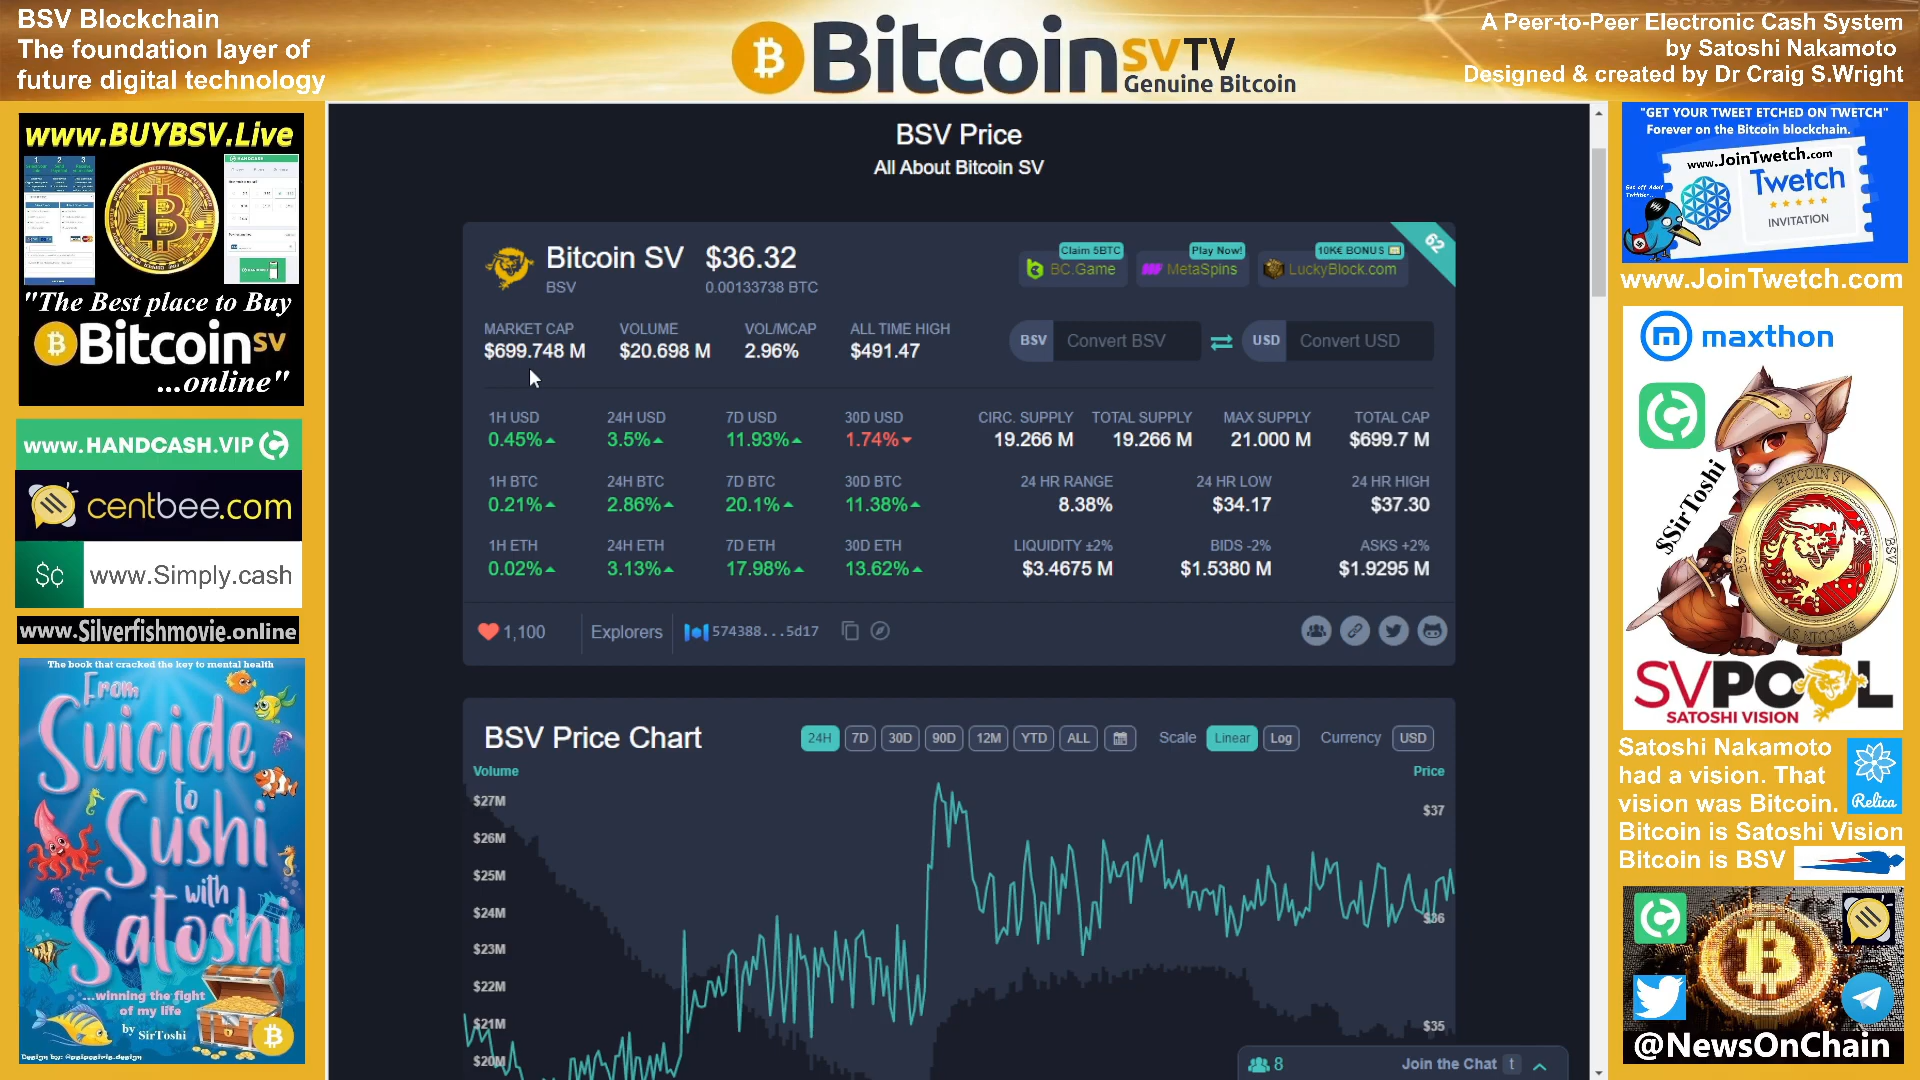 BSV Blockchain
The foundation layer of
future digital technology
Bitcoin SV TV
Genuine Bitcoin
A Peer-to-Peer Electronic Cash System
by Satoshi Nakamoto
Designed & created by Dr Craig S.Wright
www.BUYBSV.Live
"The Best place to Buy
Bitcoin SV
...online"
www.HANDCASH.VIP
centbee.com
$¢ www.Simply.cash
www.Silverfishmovie.online
The book that cracked the key to mental health
From
Suicide
to
Sushi
with
Satoshi
...winning the fight
of my life
by SirToshi
BSV Price
All About Bitcoin SV
Bitcoin SV $36.32
BSV 0.00133738 BTC
Claim 5BTC Play Now! 10K€ BONUS
BC.Game MetaSpins LuckyBlock.com
62
MARKET CAP VOLUME VOL/MCAP ALL TIME HIGH
$699.748 M $20.698 M 2.96% $491.47
BSV Convert BSV USD Convert USD
1H USD 24H USD 7D USD 30D USD CIRC. SUPPLY TOTAL SUPPLY MAX SUPPLY TOTAL CAP
0.45% 3.5% 11.93% 1.74% 19.266 M 19.266 M 21.000 M $699.7 M
1H BTC 24H BTC 7D BTC 30D BTC 24 HR RANGE 24 HR LOW 24 HR HIGH
0.21% 2.86% 20.1% 11.38% 8.38% $34.17 $37.30
1H ETH 24H ETH 7D ETH 30D ETH LIQUIDITY ±2% BIDS -2% ASKS +2%
0.02% 3.13% 17.98% 13.62% $3.4675 M $1.5380 M $1.9295 M
1,100 Explorers 574388...5d17
BSV Price Chart 24H 7D 30D 90D 12M YTD ALL Scale Linear Log Currency USD
Volume Price
$27M
$26M
$25M
$24M
$23M
$22M
$21M
$20M
$37
$36
$35
8 Join the Chat t
"GET YOUR TWEET ETCHED ON TWETCH"
Forever on the Bitcoin blockchain.
www.JoinTwetch.com
Twetch
INVITATION
www.JoinTwetch.com
maxthon
$SirToshi
BITCOIN SV
SVPOOL
SATOSHI VISION
Satoshi Nakamoto
had a vision. That
vision was Bitcoin.
Relica
Bitcoin is Satoshi Vision
Bitcoin is BSV
@NewsOnChain